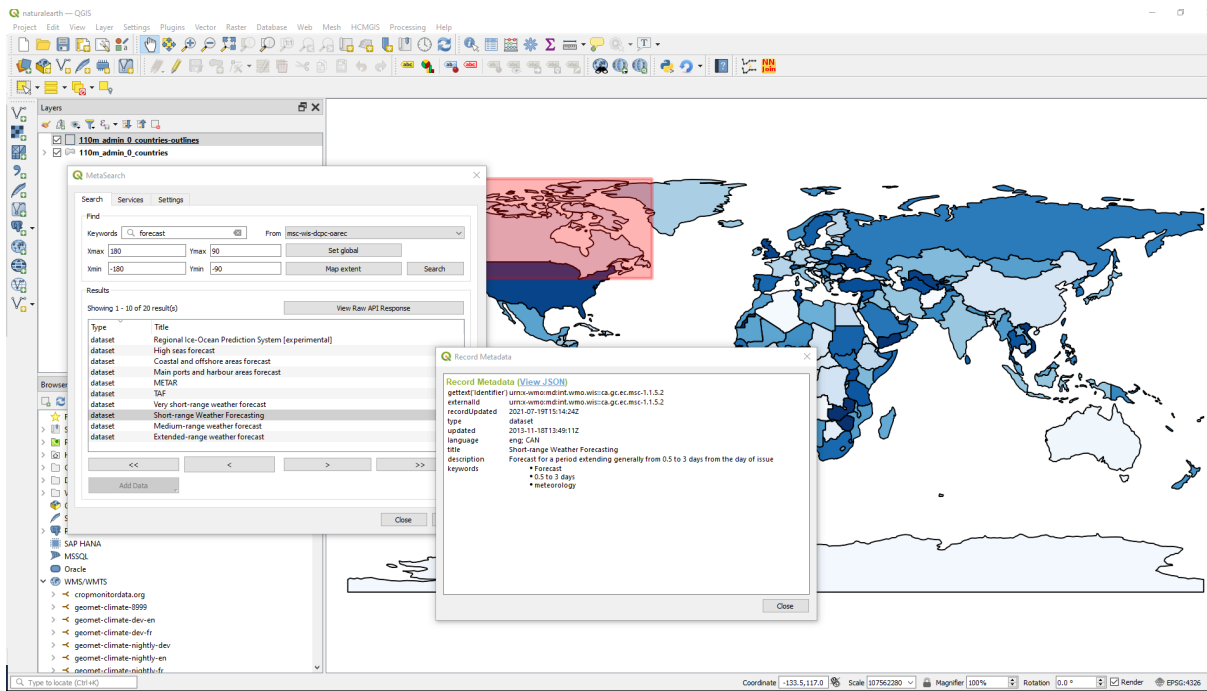 naturalearth — QGIS
Project Edit View Layer Settings Plugins Vector Raster Database Web Mesh HCMGIS Processing Help
Layers
110m_admin_0_countries-outlines
110m_admin_0_countries
MetaSearch
Search Services Settings
Find
Keywords forecast From msc-wis-dcpc-oarec
Xmax 180 Ymax 90 Set global
Xmin -180 Ymin -90 Map extent Search
Results
Showing 1 - 10 of 20 result(s) View Raw API Response
Type Title
dataset Regional Ice-Ocean Prediction System [experimental]
dataset High seas forecast
dataset Coastal and offshore areas forecast
dataset Main ports and harbour areas forecast
dataset METAR
dataset TAF
dataset Very short-range weather forecast
dataset Short-range Weather Forecasting
dataset Medium-range weather forecast
dataset Extended-range weather forecast
<< < > >>
Add Data
Close
Record Metadata
Record Metadata (View JSON)
gettext('Identifier') urn:x-wmo:md:int.wmo.wis::ca.gc.ec.msc-1.1.5.2
externalId urn:x-wmo:md:int.wmo.wis::ca.gc.ec.msc-1.1.5.2
recordUpdated 2021-07-19T15:14:24Z
type dataset
updated 2013-11-18T13:49:11Z
language eng; CAN
title Short-range Weather Forecasting
description Forecast for a period extending generally from 0.5 to 3 days from the day of issue
keywords • Forecast
• 0.5 to 3 days
• meteorology
Close
Browser
SAP HANA
MSSQL
Oracle
WMS/WMTS
cropmonitordata.org
geomet-climate-8999
geomet-climate-dev-en
geomet-climate-dev-fr
geomet-climate-nightly-dev
geomet-climate-nightly-en
geomet-climate-nightly-fr
Type to locate (Ctrl+K) Coordinate -133.5,117.0 Scale 107562280 Magnifier 100% Rotation 0.0 ° Render EPSG:4326